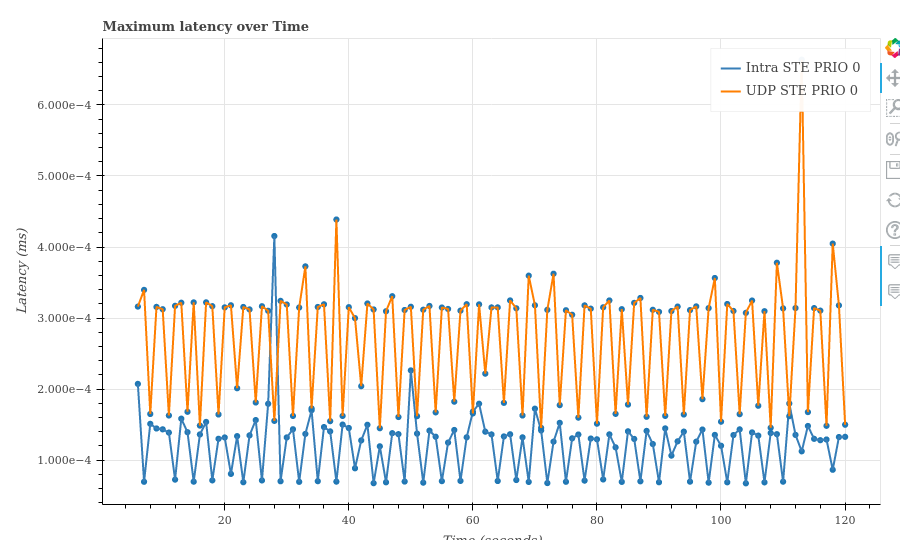 Maximum latency over Time
Intra STE PRIO 0
UDP STE PRIO 0
6.000e−4
5.000e−4
4.000e−4
3.000e−4
2.000e−4
1.000e−4
Latency (ms)
20
40
60
80
100
120
Time (seconds)